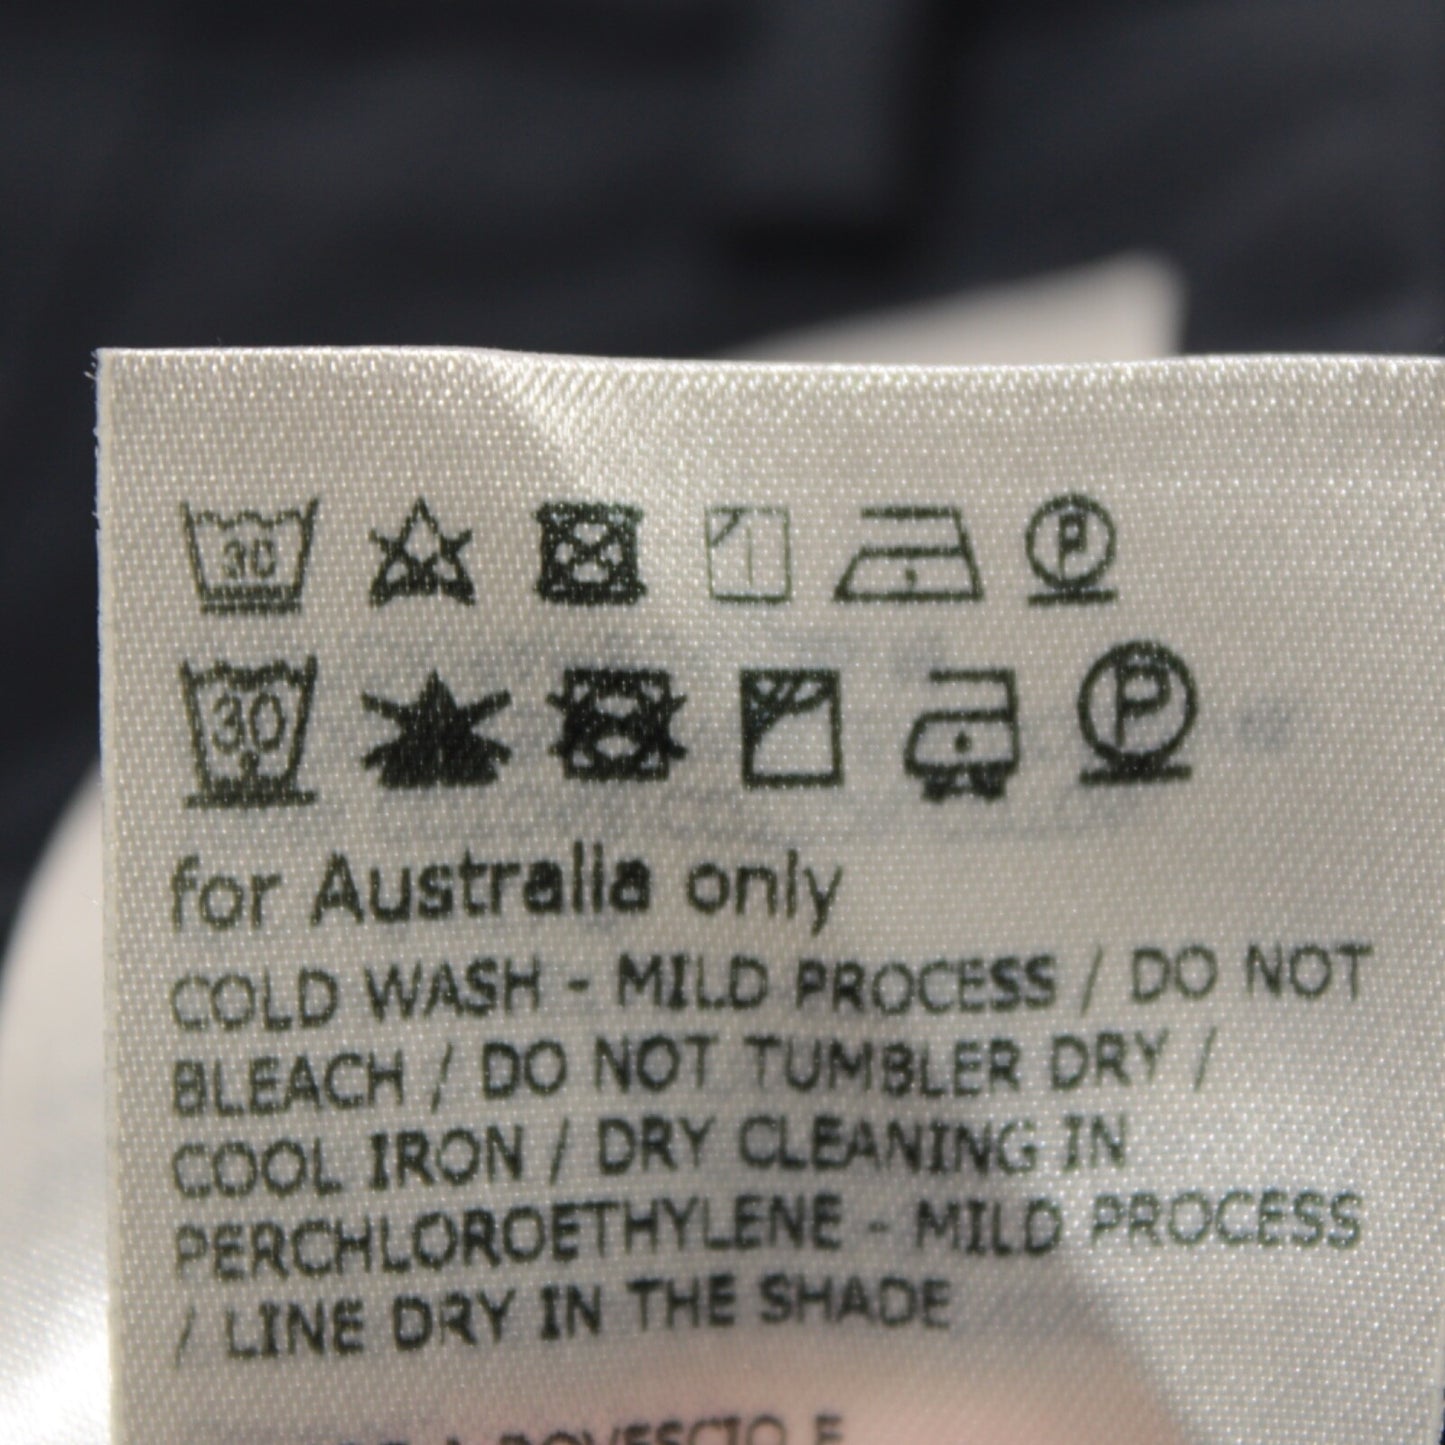 30
P
30
P
for Australia only
COLD WASH - MILD PROCESS / DO NOT
BLEACH / DO NOT TUMBLER DRY /
COOL IRON / DRY CLEANING IN
PERCHLOROETHYLENE - MILD PROCESS
/ LINE DRY IN THE SHADE
A ROVESCIO E